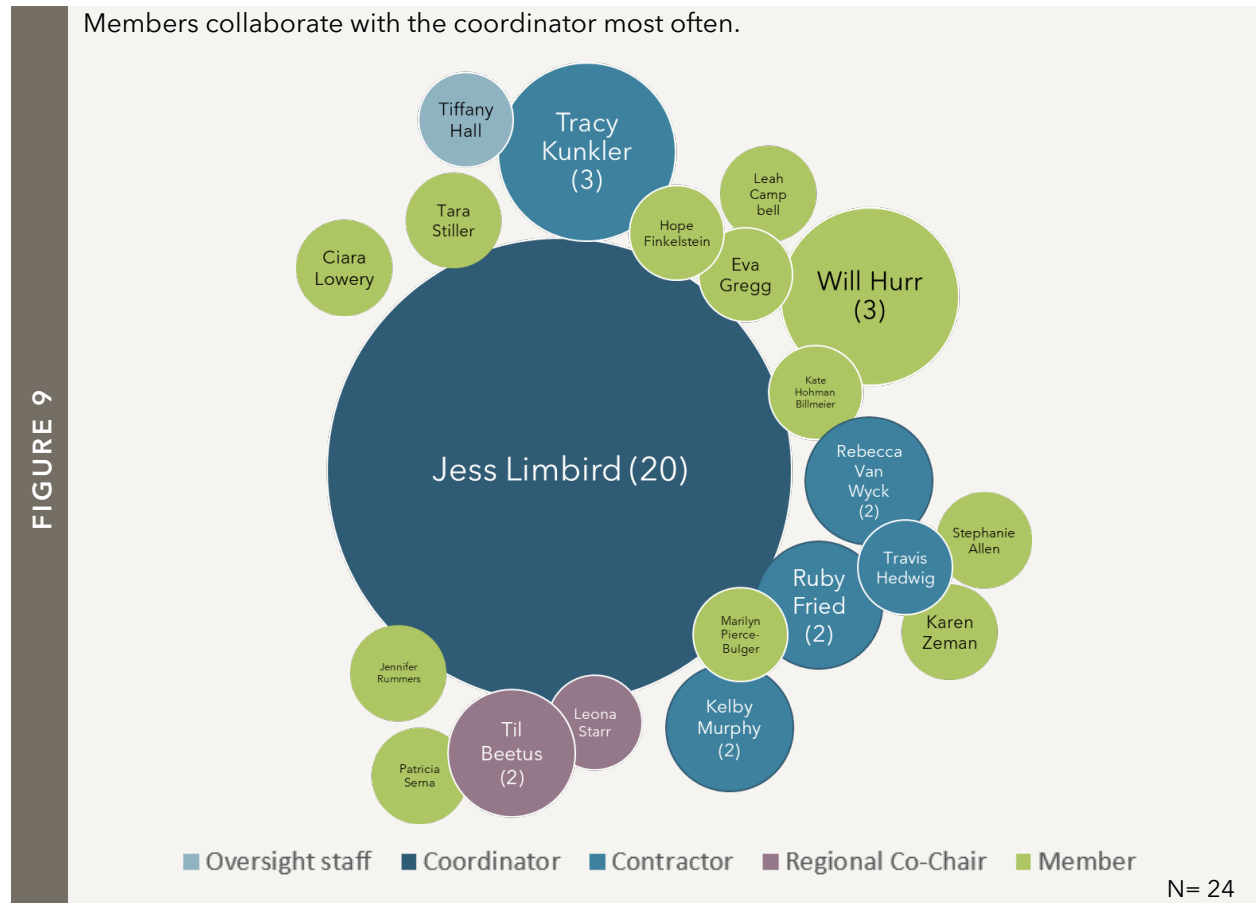 Members collaborate with the coordinator most often.
FIGURE 9
Tiffany
Hall
Tracy
Kunkler
(3)
Leah
Camp
bell
Tara
Stiller
Hope
Finkelstein
Ciara
Lowery
Eva
Gregg
Will Hurr
(3)
Kate
Hohman
Billmeier
Jess Limbird (20)
Rebecca
Van
Wyck
(2)
Stephanie
Allen
Travis
Hedwig
Ruby
Fried
(2)
Karen
Zeman
Marilyn
Pierce-
Bulger
Jennifer
Rummers
Kelby
Murphy
(2)
Leona
Starr
Til
Beetus
(2)
Patricia
Serna
Oversight staff Coordinator Contractor Regional Co-Chair Member
N= 24